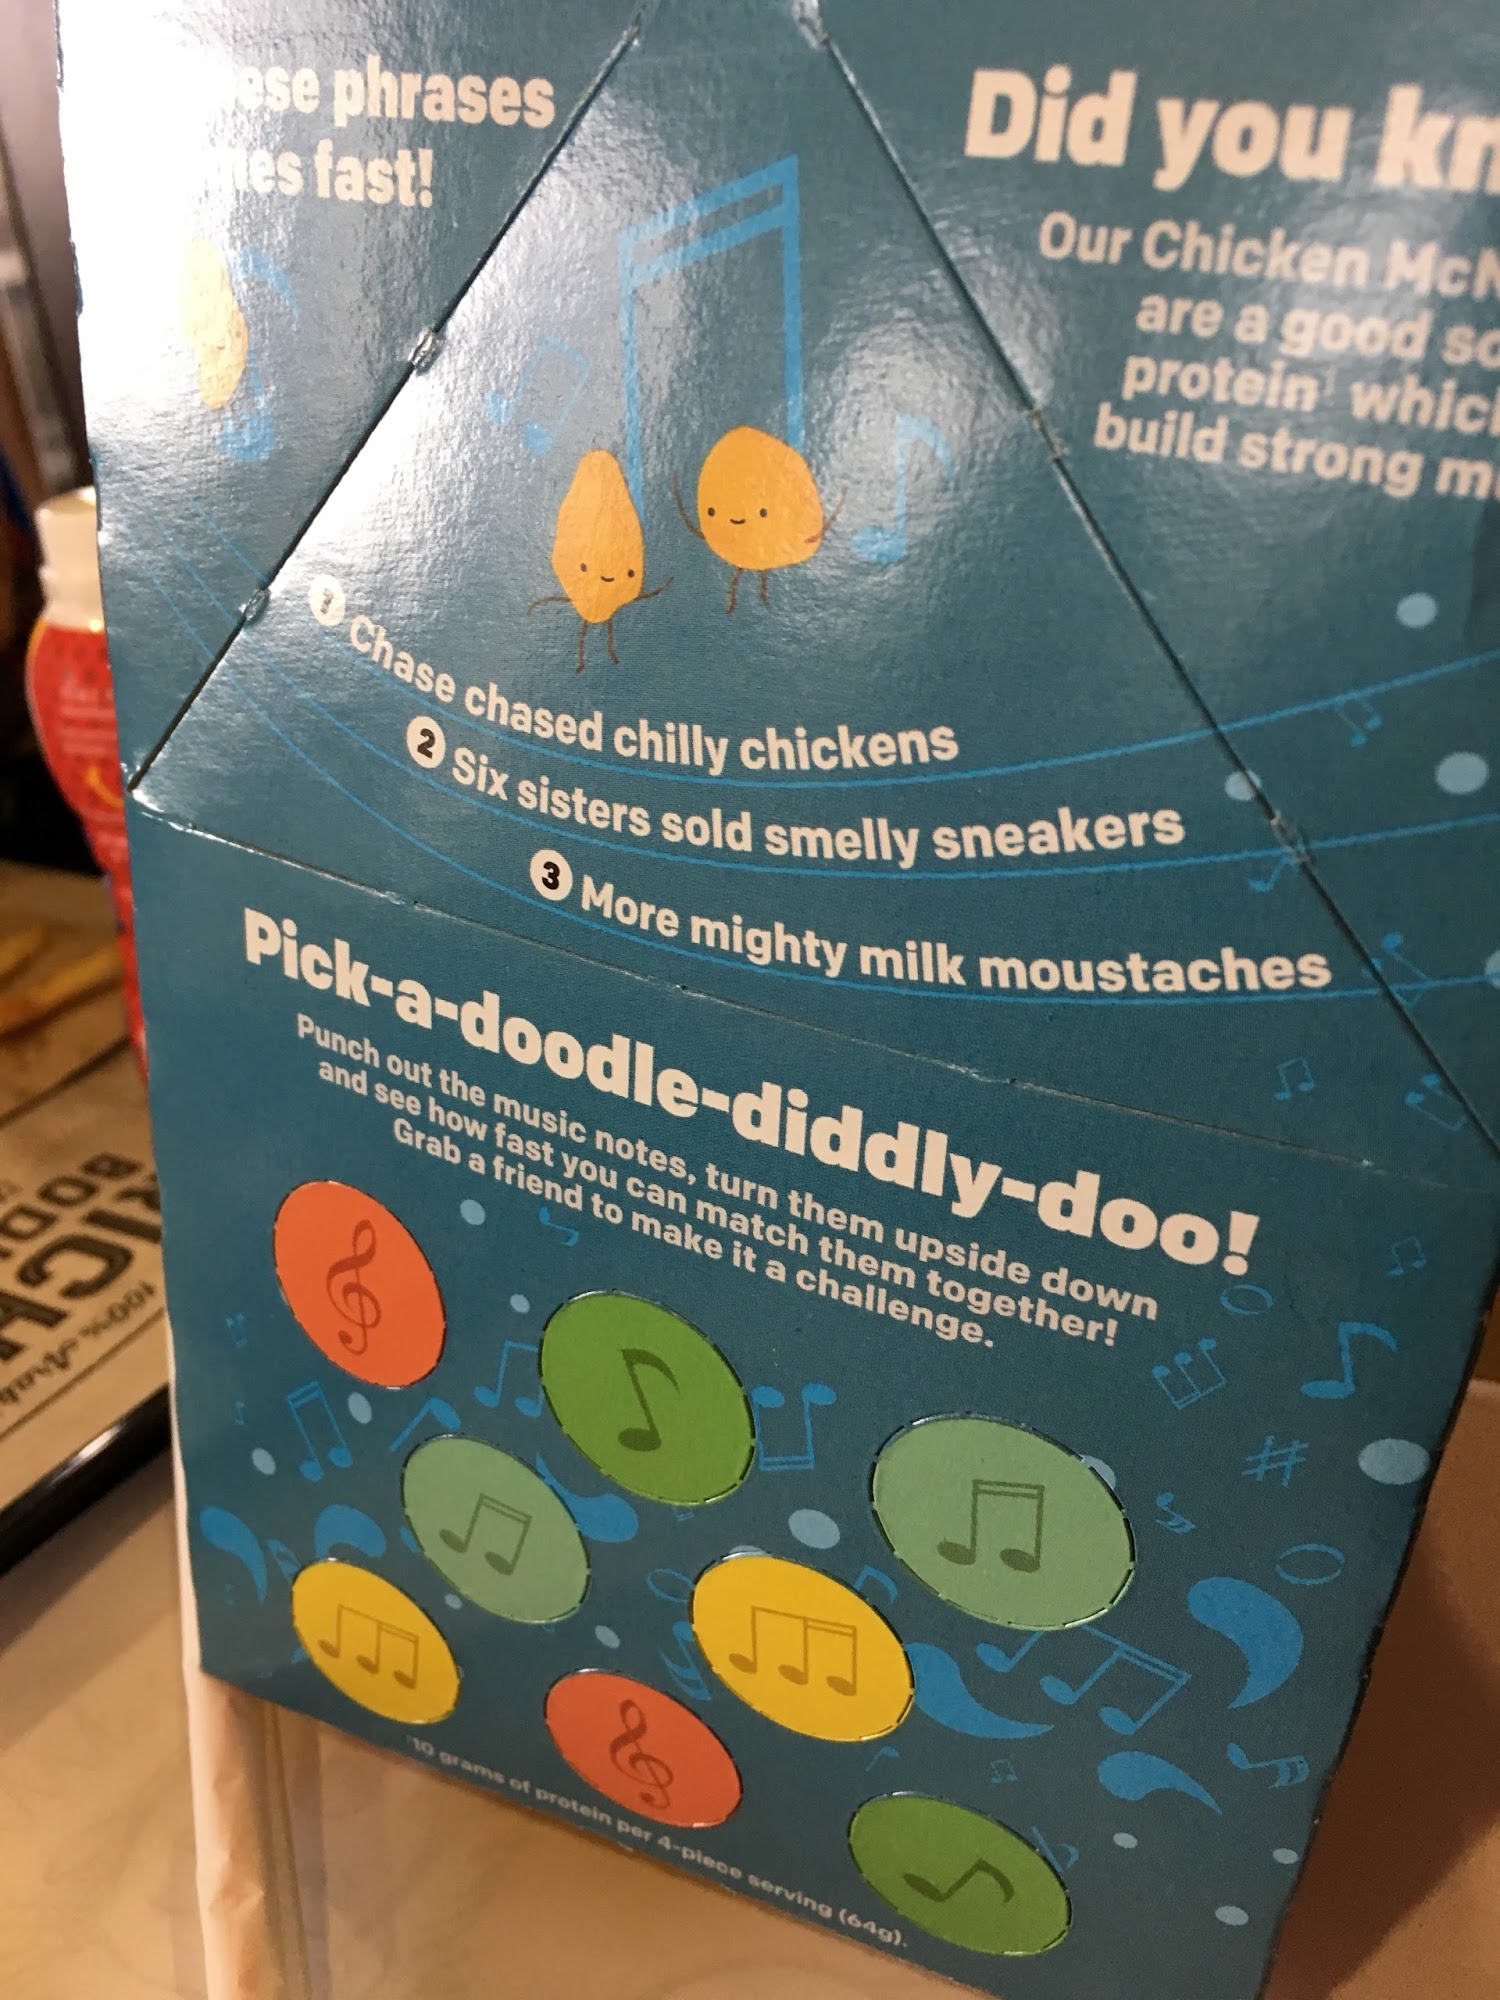 phrases
fast!
Did you
Our Chicken
are a good
protein
build strong
1 Chase chased chilly chickens
2 Six sisters sold smelly sneakers
3 More mighty milk moustaches
Pick-a-doodle-diddly-doo!
Punch out the music notes, turn them upside down
and see how fast you can match them together!
Grab a friend to make it a challenge.
10 grams of protein per 4-piece serving (64g).